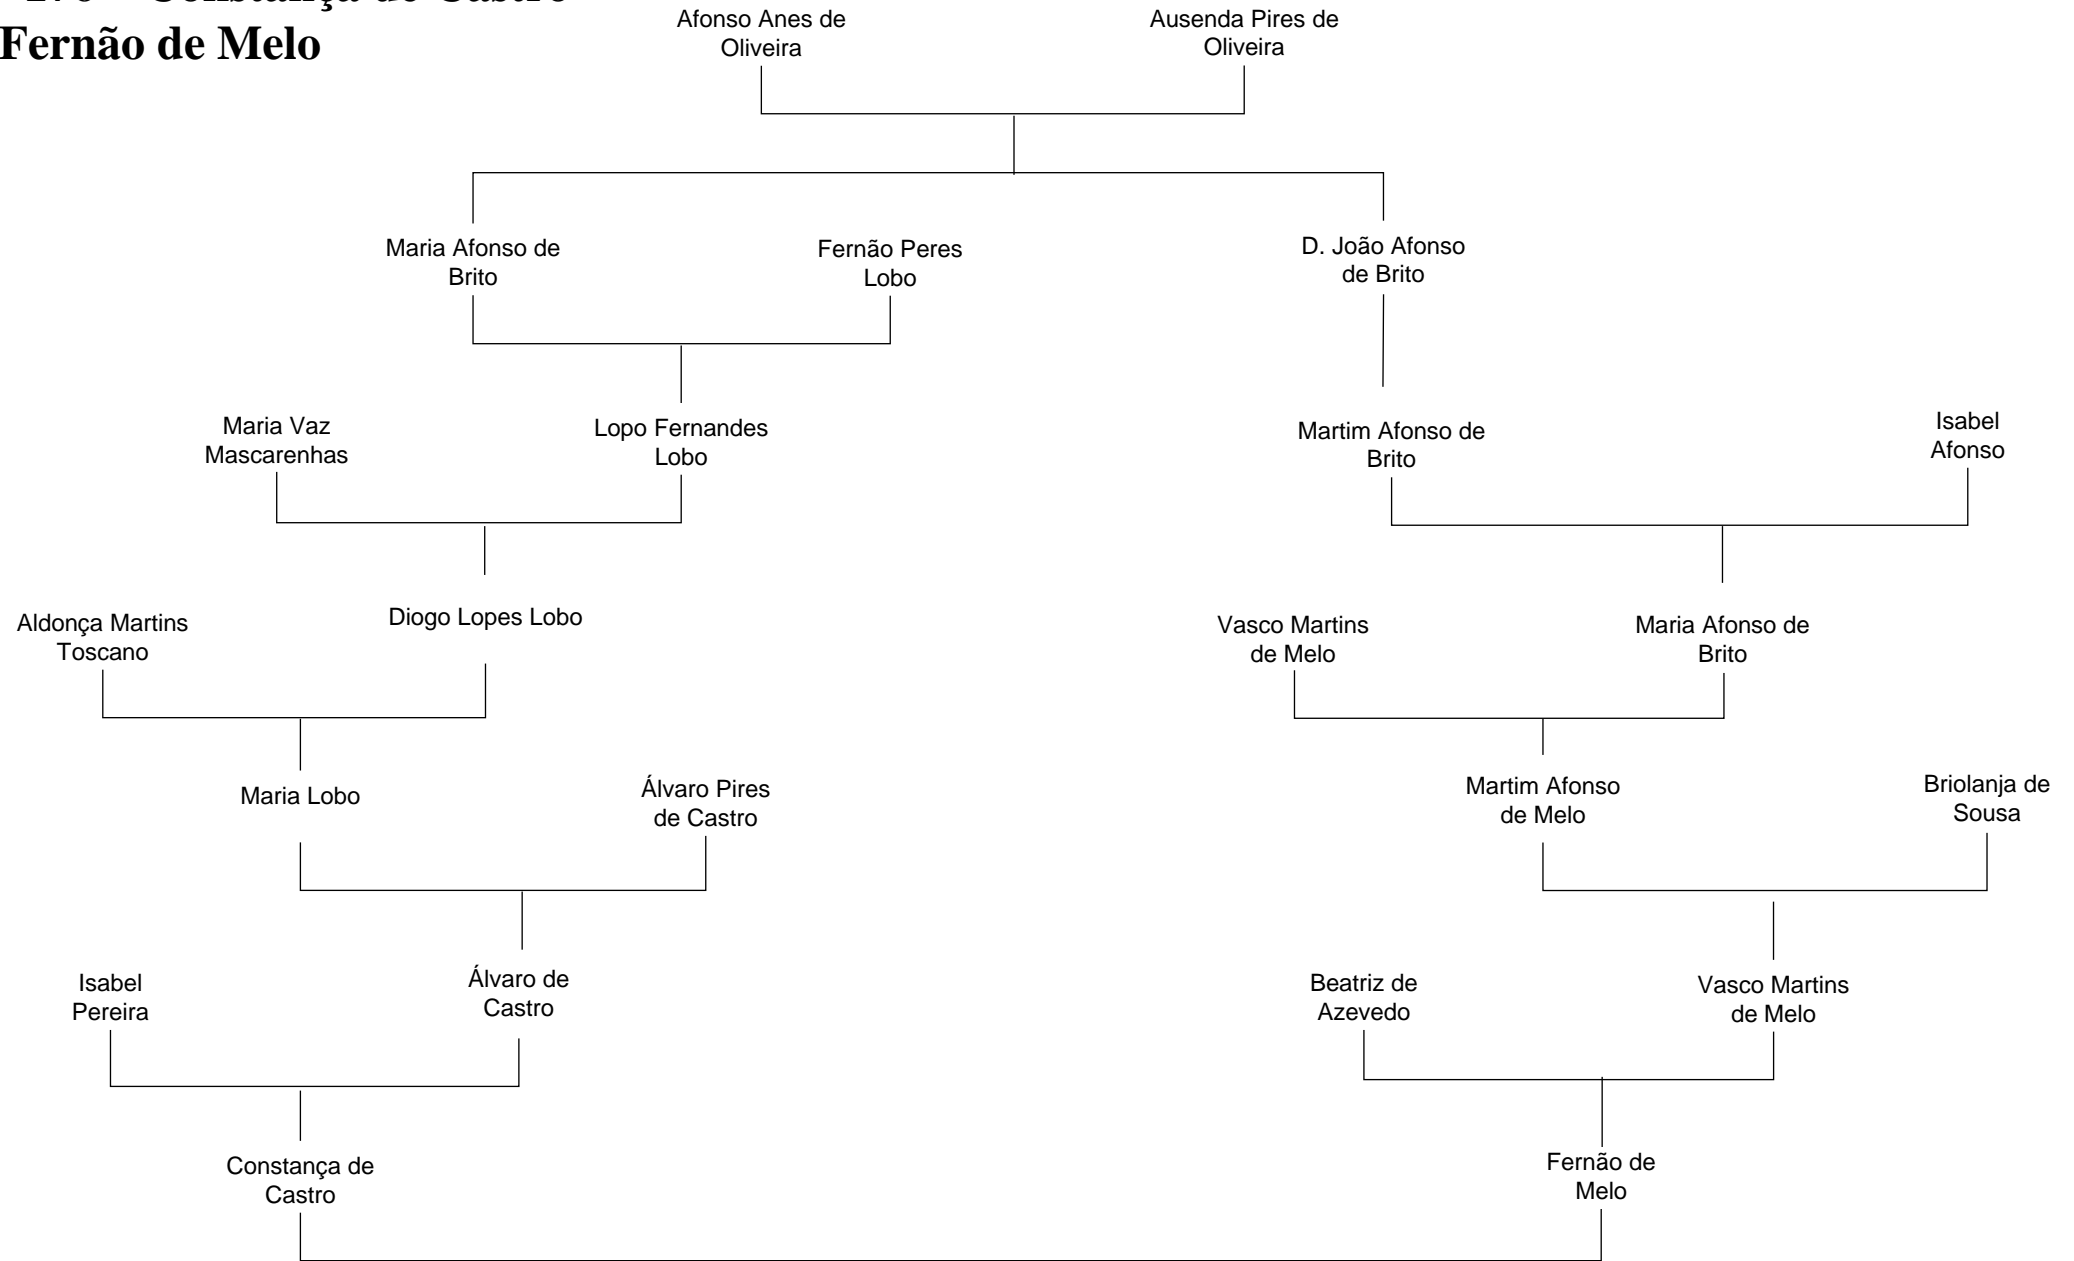 Constança de Castro
Fernão de Melo
Afonso Anes de
Oliveira
Ausenda Pires de
Oliveira
Maria Afonso de
Brito
Fernão Peres
Lobo
D. João Afonso
de Brito
Maria Vaz
Mascarenhas
Lopo Fernandes
Lobo
Martim Afonso de
Brito
Isabel
Afonso
Aldonça Martins
Toscano
Diogo Lopes Lobo
Vasco Martins
de Melo
Maria Afonso de
Brito
Maria Lobo
Álvaro Pires
de Castro
Martim Afonso
de Melo
Briolanja de
Sousa
Isabel
Pereira
Álvaro de
Castro
Beatriz de
Azevedo
Vasco Martins
de Melo
Constança de
Castro
Fernão de
Melo